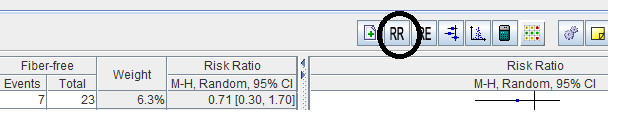 RR RE
Fiber-free Weight Risk Ratio Risk Ratio
Events Total M-H, Random, 95% CI M-H, Random, 95% CI
7 23 6.3% 0.71 [0.30, 1.70]